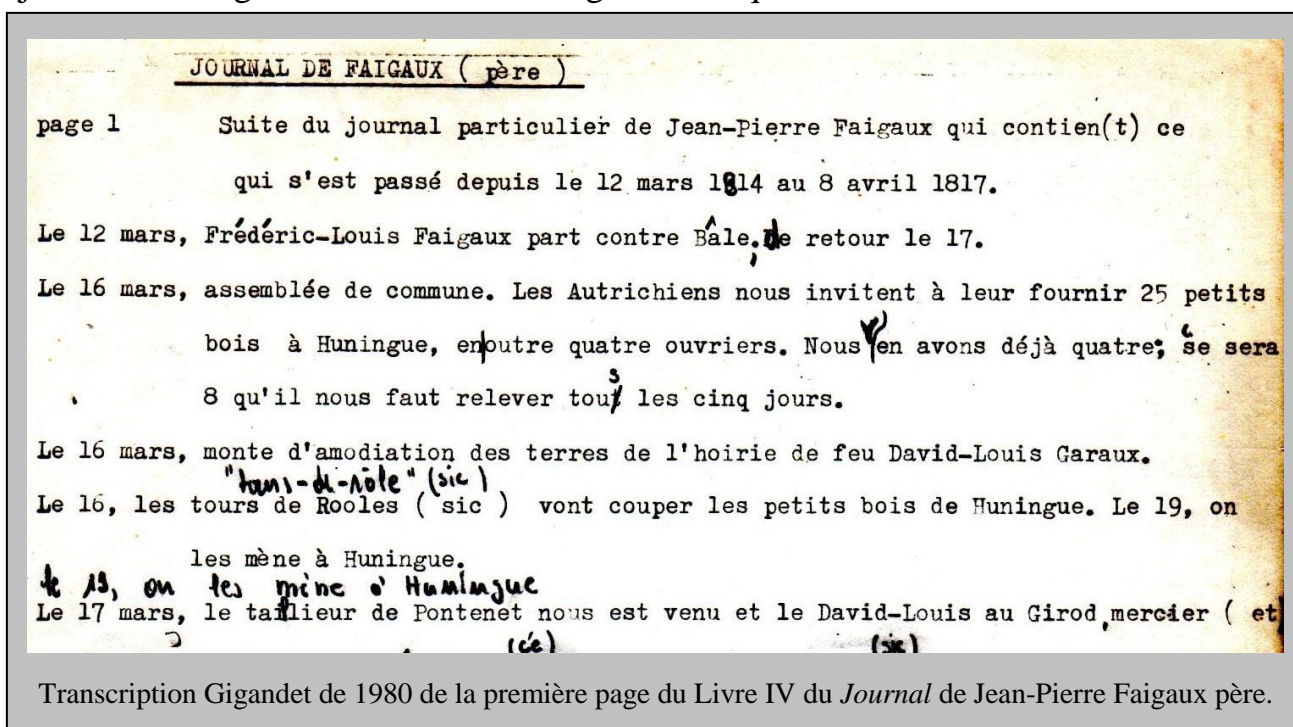 JOURNAL DE FAIGAUX ( père )
page 1 Suite du journal particulier de Jean-Pierre Faigaux qui contien(t) ce
qui s'est passé depuis le 12 mars 1814 au 8 avril 1817.
Le 12 mars, Frédéric-Louis Faigaux part contre Bâle, de retour le 17.
Le 16 mars, assemblée de commune. Les Autrichiens nous invitent à leur fournir 25 petits
bois à Huningue, en outre quatre ouvriers. Nous en avons déjà quatre; ce sera
8 qu'il nous faut relever tous les cinq jours.
Le 16 mars, monte d'amodiation des terres de l'hoirie de feu David-Louis Garaux.
(sic)
Le 16, les tours de Rooles ( sic ) vont couper les petits bois de Huningue. Le 19, on
les mène à Huningue.
le 19, on les mène à Huningue
Le 17 mars, le taillieur de Pontenet nous est venu et le David-Louis au Girod, mercier ( et
(cé) (sic)
Transcription Gigandet de 1980 de la première page du Livre IV du Journal de Jean-Pierre Faigaux père.